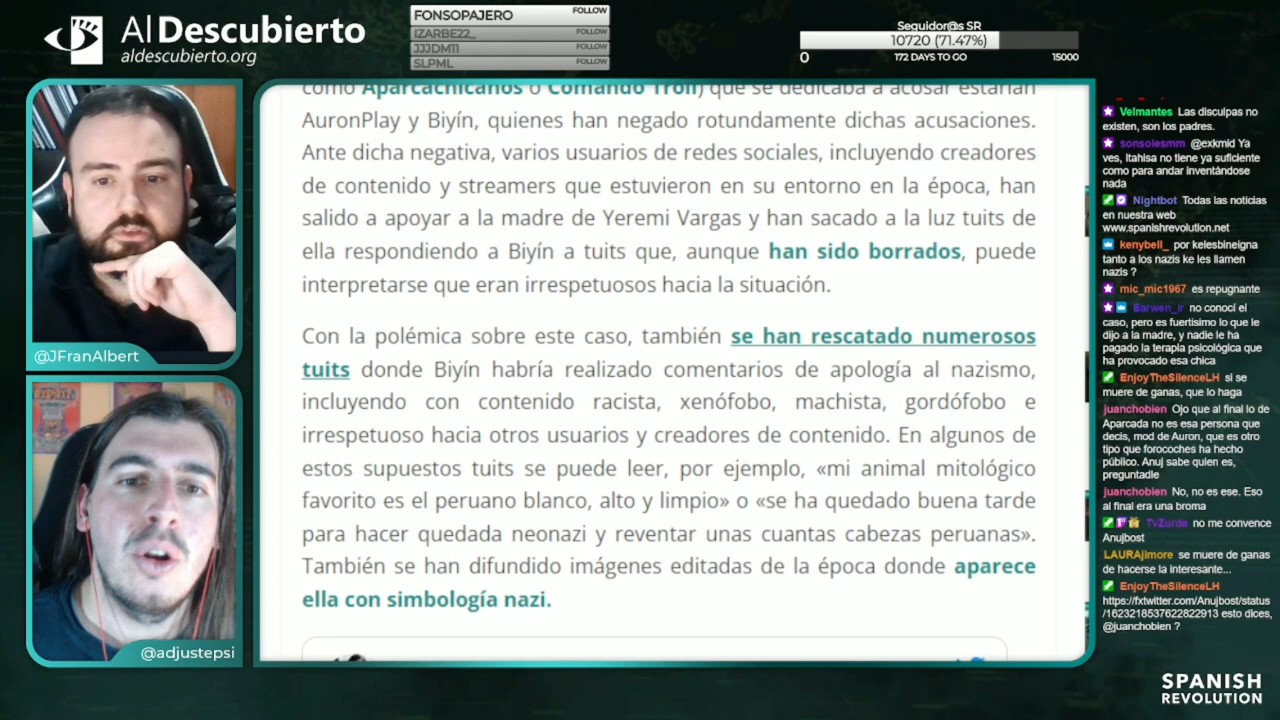 Al Descubierto
aldescubierto.org
FONSOPAJERO FOLLOW
IZARBE22_ FOLLOW
JJJDM11 FOLLOW
SLPML FOLLOW
Seguidor@s SR
10720 (71.47%)
0 172 DAYS TO GO 15000
@JFranAlbert
@adjustepsi
como Aparcachicanos o Comando Troll) que se dedicaba a acosar estarían
AuronPlay y Biyín, quienes han negado rotundamente dichas acusaciones.
Ante dicha negativa, varios usuarios de redes sociales, incluyendo creadores
de contenido y streamers que estuvieron en su entorno en la época, han
salido a apoyar a la madre de Yeremi Vargas y han sacado a la luz tuits de
ella respondiendo a Biyín a tuits que, aunque han sido borrados, puede
interpretarse que eran irrespetuosos hacia la situación.
Con la polémica sobre este caso, también se han rescatado numerosos
tuits donde Biyín habría realizado comentarios de apología al nazismo,
incluyendo con contenido racista, xenófobo, machista, gordófobo e
irrespetuoso hacia otros usuarios y creadores de contenido. En algunos de
estos supuestos tuits se puede leer, por ejemplo, «mi animal mitológico
favorito es el peruano blanco, alto y limpio» o «se ha quedado buena tarde
para hacer quedada neonazi y reventar unas cuantas cabezas peruanas».
También se han difundido imágenes editadas de la época donde aparece
ella con simbología nazi.
Velmantes Las disculpas no
existen, son los padres.
sonsolesmm @exkmid Ya
ves, Itahisa no tiene ya suficiente
como para andar inventándose
nada
Nightbot Todas las noticias
en nuestra web
www.spanishrevolution.net
kenybell_ por kelesbineigna
tanto a los nazis ke les llamen
nazis ?
mic_mic1967 es repugnante
Earwen_ir no conocí el
caso, pero es fuertisimo lo que le
dijo a la madre, y nadie le ha
pagado la terapia psicológica que
ha provocado esa chica
EnjoyTheSilenceLH si se
muere de ganas, que lo haga
juanchobien Ojo que al final lo de
Aparcada no es esa persona que
decis, mod de Auron, que es otro
tipo que forocoches ha hecho
público. Anuj sabe quien es,
preguntadle
juanchobien No, no es ese. Eso
al final era una broma
TvZurda no me convence
Anujbost
LAURAjimore se muere de ganas
de hacerse la interesante...
EnjoyTheSilenceLH
https://fxtwitter.com/Anujbost/status
/1623218537622822913 esto dices,
@juanchobien ?
SPANISH
REVOLUTION